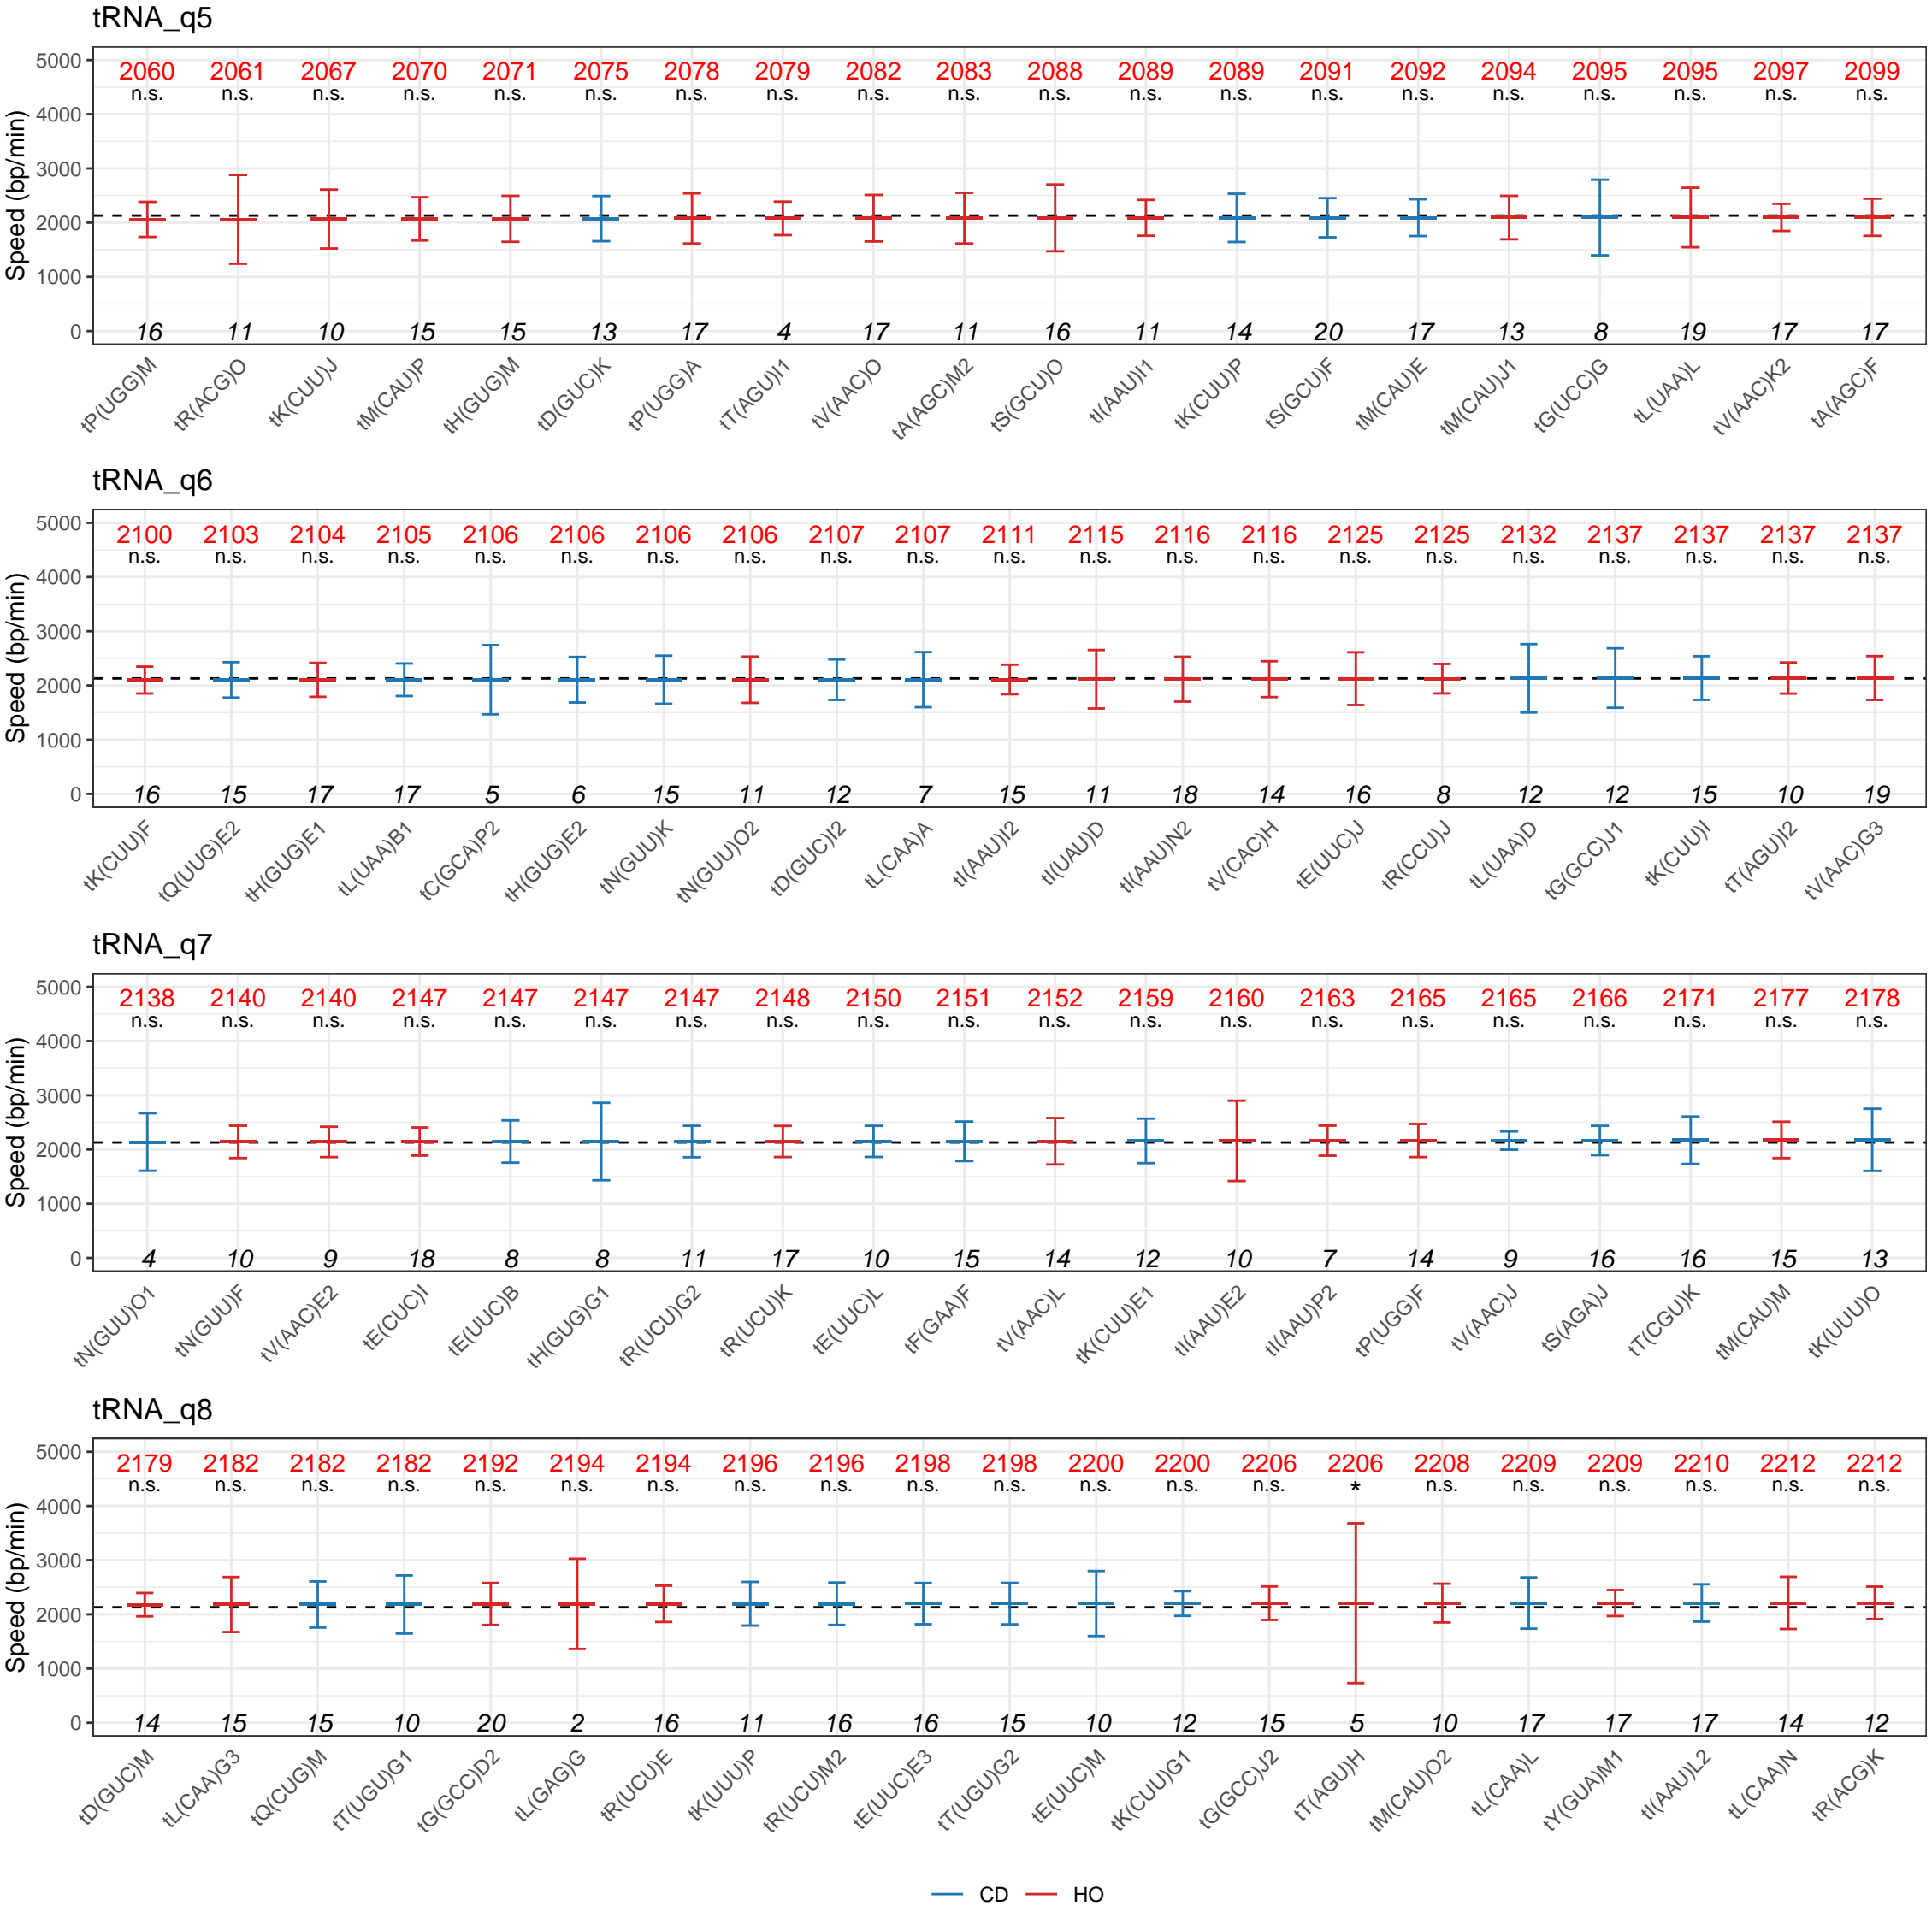 tRNA_q5
5000
4000
3000
2000
1000
0
Speed (bp/min)
2060 2061 2067 2070 2071 2075 2078 2079 2082 2083 2088 2089 2089 2091 2092 2094 2095 2095 2097 2099
n.s. n.s. n.s. n.s. n.s. n.s. n.s. n.s. n.s. n.s. n.s. n.s. n.s. n.s. n.s. n.s. n.s. n.s. n.s. n.s.
16 11 10 15 15 13 17 4 17 11 16 11 14 20 17 13 8 19 17 17
tP(UGG)M tR(ACG)O tK(CUU)J tM(CAU)P tH(GUG)M tD(GUC)K tP(UGG)A tT(AGU)I1 tV(AAC)O tA(AGC)M2 tS(GCU)O tI(AAU)I1 tK(CUU)P tS(GCU)F tM(CAU)E tM(CAU)J1 tG(UCC)G tL(UAA)L tV(AAC)K2 tA(AGC)F
tRNA_q6
5000
4000
3000
2000
1000
0
Speed (bp/min)
2100 2103 2104 2105 2106 2106 2106 2106 2107 2107 2111 2115 2116 2116 2125 2125 2132 2137 2137 2137 2137
n.s. n.s. n.s. n.s. n.s. n.s. n.s. n.s. n.s. n.s. n.s. n.s. n.s. n.s. n.s. n.s. n.s. n.s. n.s. n.s. n.s.
16 15 17 17 5 6 15 11 12 7 15 11 18 14 16 8 12 12 15 10 19
tK(CUU)F tQ(UUG)E2 tH(GUG)E1 tL(UAA)B1 tC(GCA)P2 tH(GUG)E2 tN(GUU)K tN(GUU)O2 tD(GUC)I2 tL(CAA)A tI(AAU)I2 tI(UAU)D tI(AAU)N2 tV(CAC)H tE(UUC)J tR(CCU)J tL(UAA)D tG(GCC)J1 tK(CUU)I tT(AGU)I2 tV(AAC)G3
tRNA_q7
5000
4000
3000
2000
1000
0
Speed (bp/min)
2138 2140 2140 2147 2147 2147 2147 2148 2150 2151 2152 2159 2160 2163 2165 2165 2166 2171 2177 2178
n.s. n.s. n.s. n.s. n.s. n.s. n.s. n.s. n.s. n.s. n.s. n.s. n.s. n.s. n.s. n.s. n.s. n.s. n.s. n.s.
4 10 9 18 8 8 11 17 10 15 14 12 10 7 14 9 16 16 15 13
tN(GUU)O1 tN(GUU)F tV(AAC)E2 tE(CUC)I tE(UUC)B tH(GUG)G1 tR(UCU)G2 tR(UCU)K tE(UUC)L tF(GAA)F tV(AAC)L tK(CUU)E1 tI(AAU)E2 tI(AAU)P2 tP(UGG)F tV(AAC)J tS(AGA)J tT(CGU)K tM(CAU)M tK(UUU)O
tRNA_q8
5000
4000
3000
2000
1000
0
Speed (bp/min)
2179 2182 2182 2182 2192 2194 2194 2196 2196 2198 2198 2200 2200 2206 2206 2208 2209 2209 2210 2212 2212
n.s. n.s. n.s. n.s. n.s. n.s. n.s. n.s. n.s. n.s. n.s. n.s. n.s. n.s. * n.s. n.s. n.s. n.s. n.s. n.s.
14 15 15 10 20 2 16 11 16 16 15 10 12 15 5 10 17 17 17 14 12
tD(GUC)M tL(CAA)G3 tQ(CUG)M tT(UGU)G1 tG(GCC)D2 tL(GAG)G tR(UCU)E tK(UUU)P tR(UCU)M2 tE(UUC)E3 tT(UGU)G2 tE(UUC)M tK(CUU)G1 tG(GCC)J2 tT(AGU)H tM(CAU)O2 tL(CAA)L tY(GUA)M1 tI(AAU)L2 tL(CAA)N tR(ACG)K
CD HO